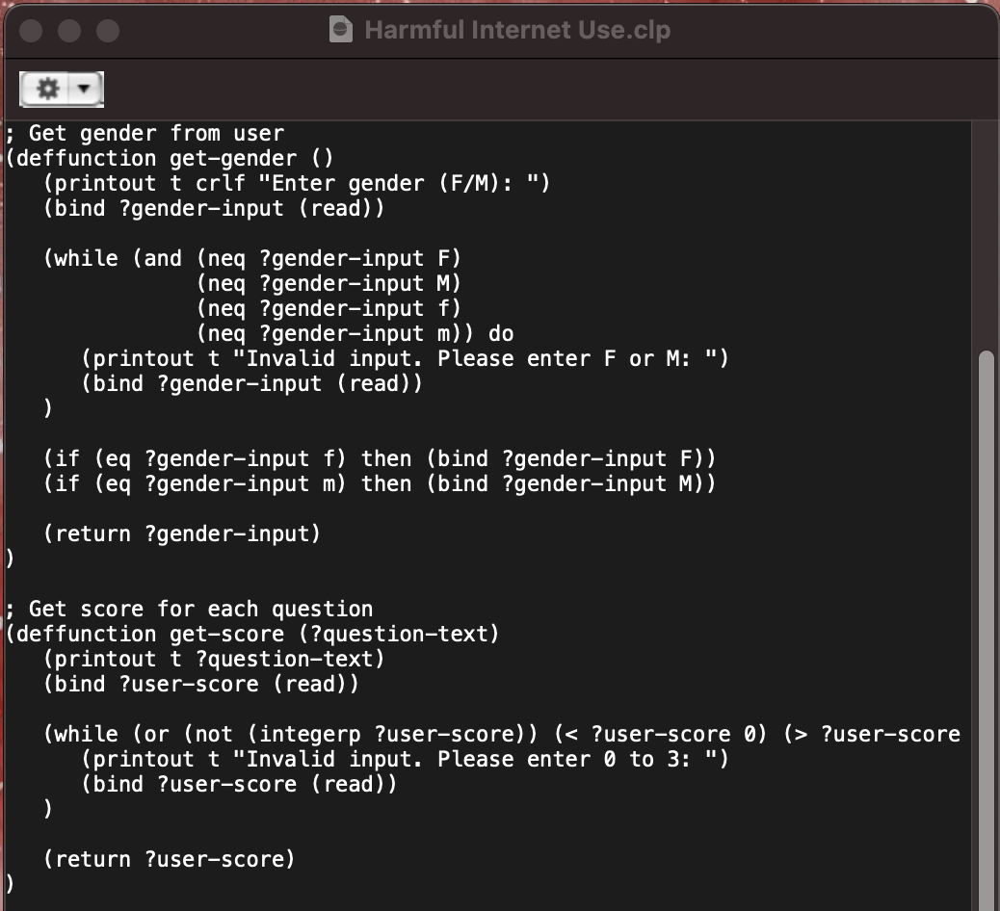 Harmful Internet Use.clp
; Get gender from user
(deffunction get-gender ()
   (printout t crlf "Enter gender (F/M): ")
   (bind ?gender-input (read))

   (while (and (neq ?gender-input F)
               (neq ?gender-input M)
               (neq ?gender-input f)
               (neq ?gender-input m)) do
      (printout t "Invalid input. Please enter F or M: ")
      (bind ?gender-input (read))
   )

   (if (eq ?gender-input f) then (bind ?gender-input F))
   (if (eq ?gender-input m) then (bind ?gender-input M))

   (return ?gender-input)
)

; Get score for each question
(deffunction get-score (?question-text)
   (printout t ?question-text)
   (bind ?user-score (read))

   (while (or (not (integerp ?user-score)) (< ?user-score 0) (> ?user-score
      (printout t "Invalid input. Please enter 0 to 3: ")
      (bind ?user-score (read))
   )

   (return ?user-score)
)